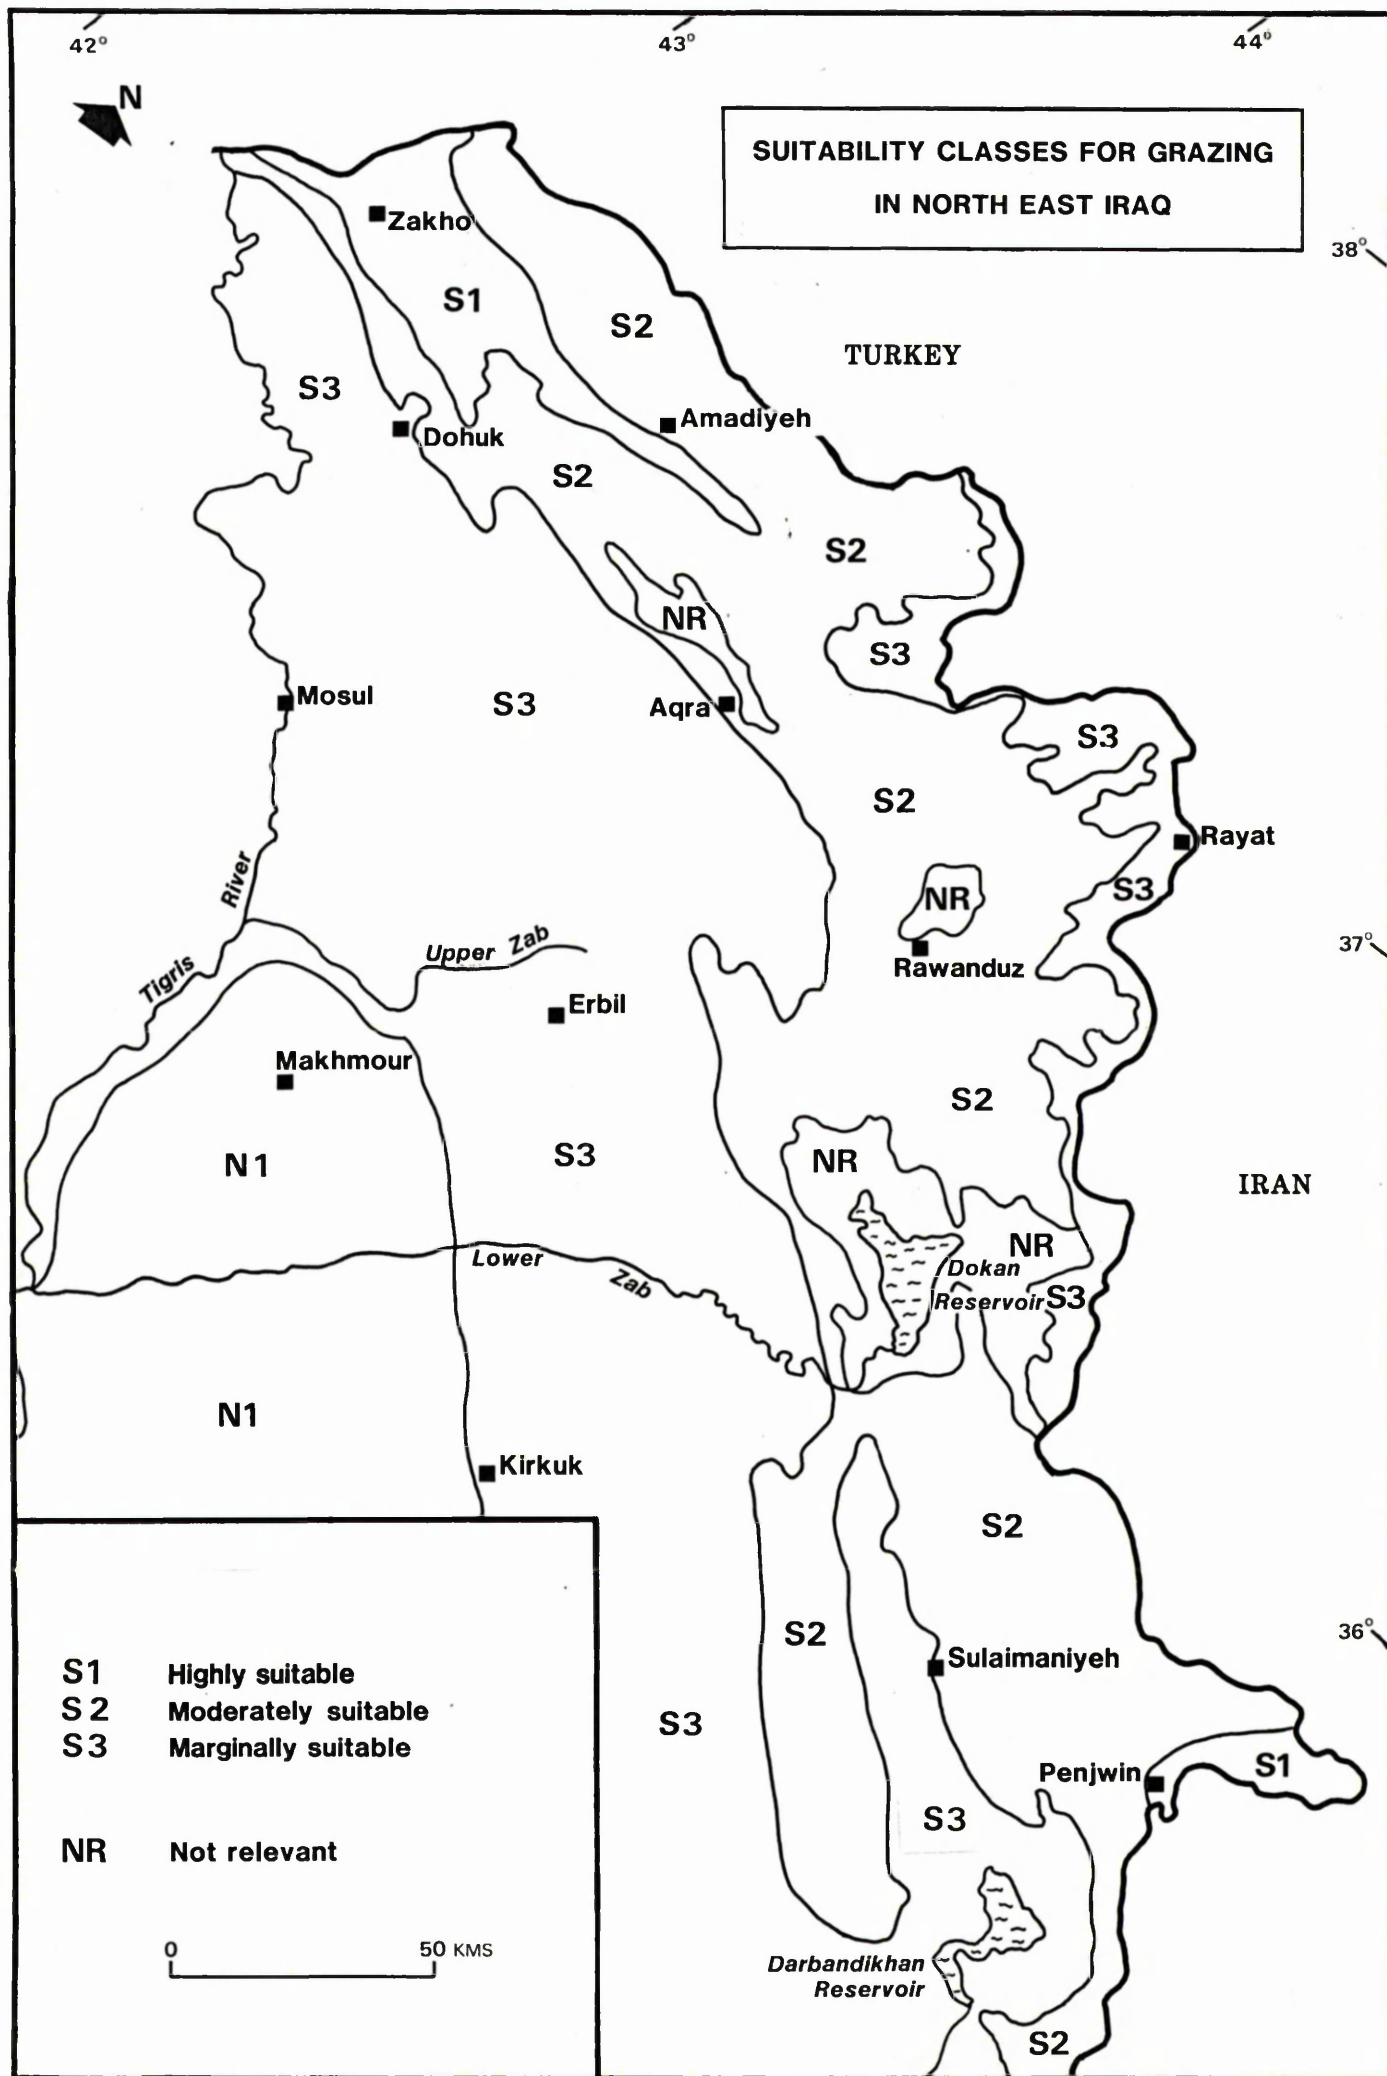 42°
43°
44°
N
SUITABILITY CLASSES FOR GRAZING
IN NORTH EAST IRAQ
Zakho
38°
S1
S2
TURKEY
S3
Amadiyeh
Dohuk
S2
S2
NR
S3
Mosul
S3
Aqra
S3
S2
Rayat
River
S3
NR
Upper Zab
37°
Tigris
Rawanduz
Erbil
Makhmour
S2
N1
S3
NR
IRAN
NR
Lower
Zab
Dokan
Reservoir
S3
N1
Kirkuk
S2
S2
36°
Sulaimaniyeh
S3
Penjwin
S1
S3
Darbandikhan
Reservoir
S2
S1 Highly suitable
S2 Moderately suitable
S3 Marginally suitable
NR Not relevant
0 50 KMS